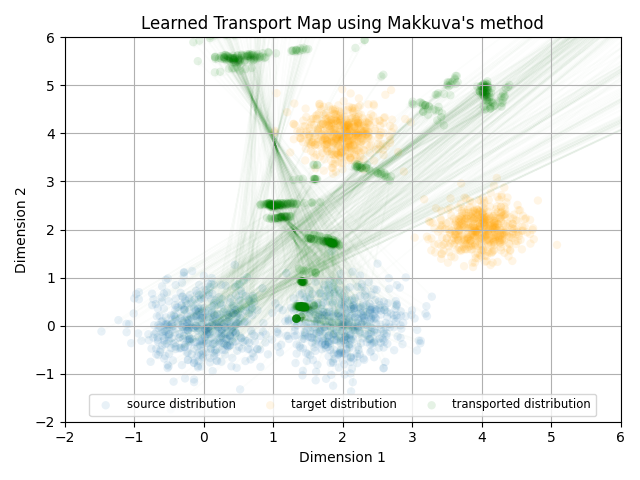 Learned Transport Map using Makkuva's method
6
5
4
3
2
1
0
−1
−2
Dimension 2
source distribution target distribution transported distribution
−2 −1 0 1 2 3 4 5 6
Dimension 1